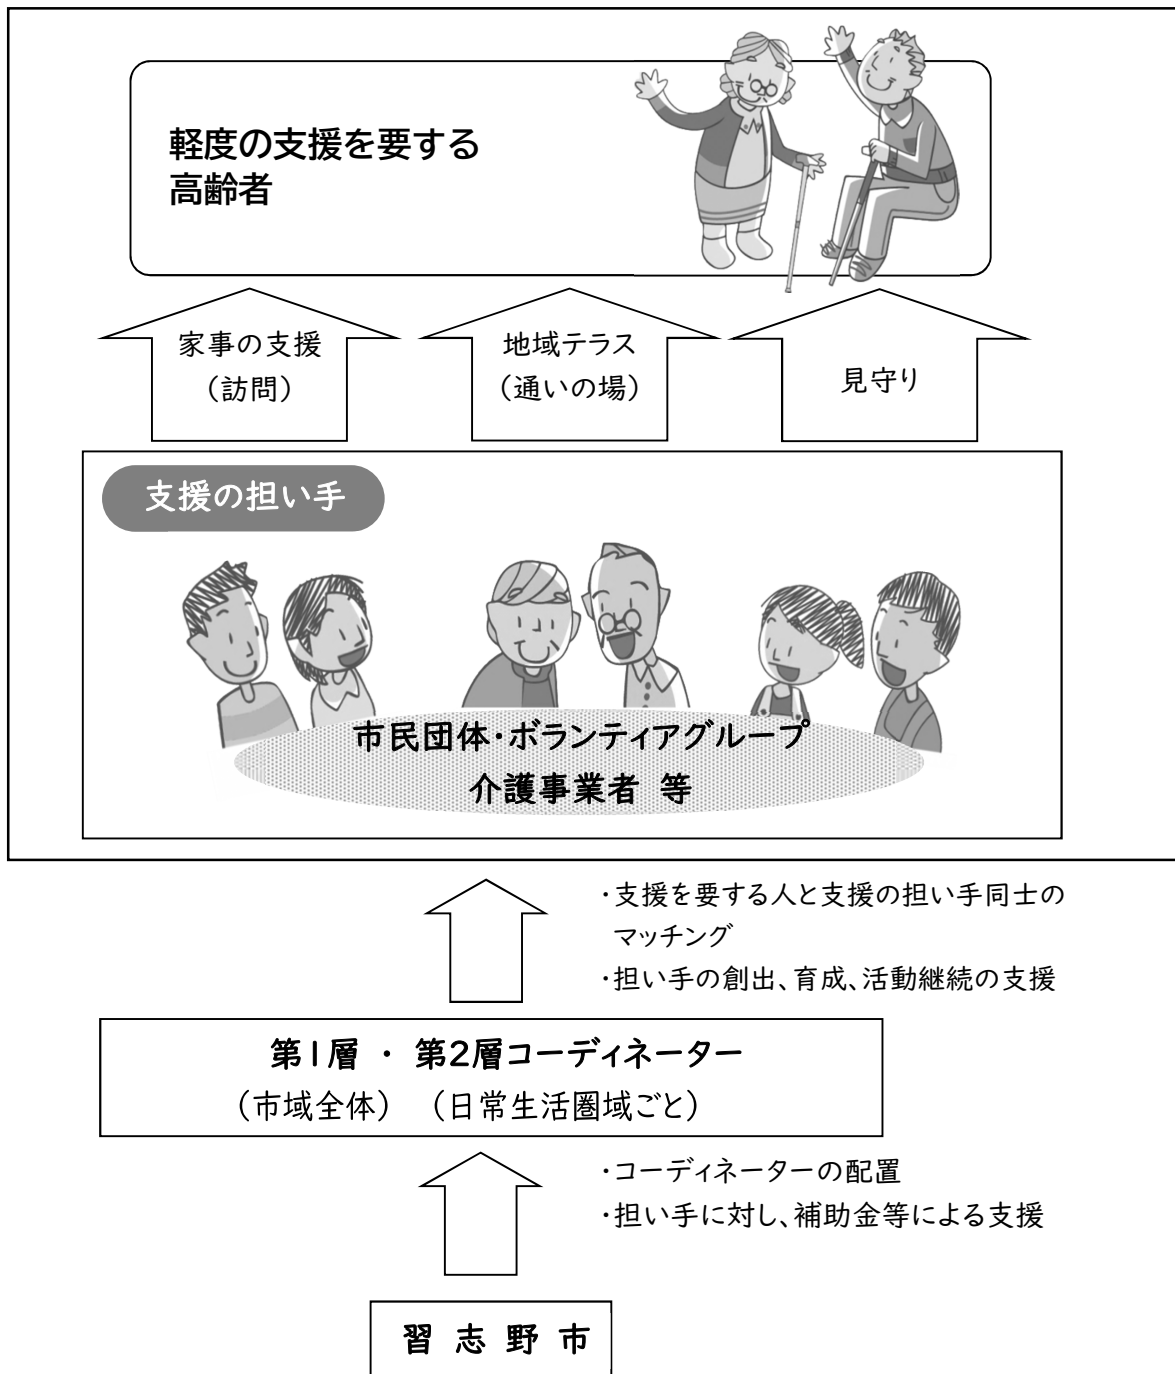 軽度の支援を要する
高齢者
家事の支援
（訪問）
地域テラス
（通いの場）
見守り
支援の担い手
市民団体・ボランティアグループ
介護事業者 等
・支援を要する人と支援の担い手同士の
マッチング
・担い手の創出、育成、活動継続の支援
第1層 ・ 第2層コーディネーター
（市域全体） （日常生活圏域ごと）
・コーディネーターの配置
・担い手に対し、補助金等による支援
習 志 野 市